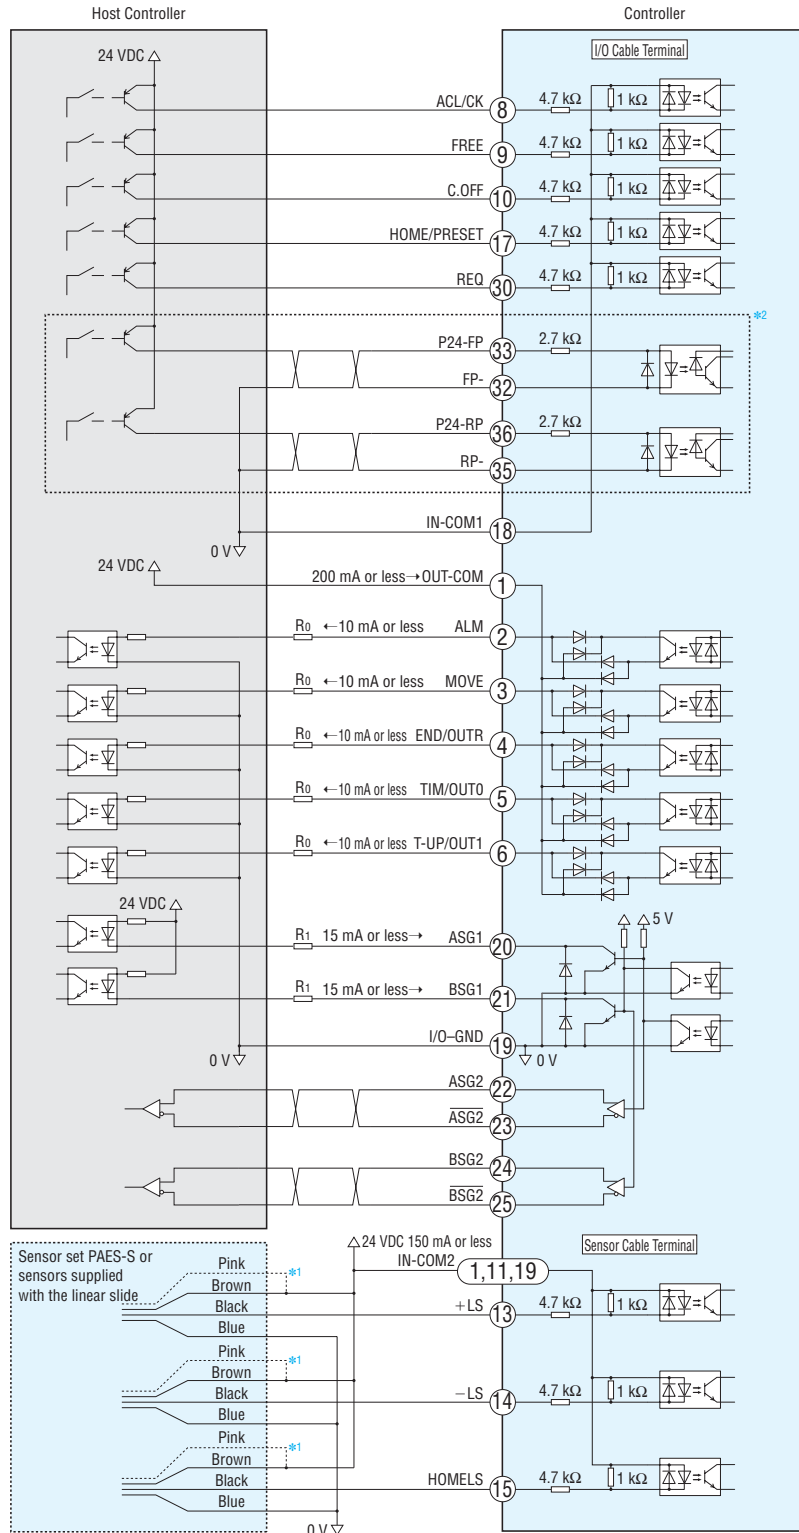 Host Controller Controller
I/O Cable Terminal
24 VDC
ACL/CK 8 4.7 kΩ 1 kΩ
FREE 9 4.7 kΩ 1 kΩ
C.OFF 10 4.7 kΩ 1 kΩ
HOME/PRESET 17 4.7 kΩ 1 kΩ
REQ 30 4.7 kΩ 1 kΩ
*2
P24-FP 33 2.7 kΩ
FP- 32
P24-RP 36 2.7 kΩ
RP- 35
IN-COM1 18
0 V
24 VDC 200 mA or less→ OUT-COM 1
R0 ←10 mA or less ALM 2
R0 ←10 mA or less MOVE 3
R0 ←10 mA or less END/OUTR 4
R0 ←10 mA or less TIM/OUT0 5
R0 ←10 mA or less T-UP/OUT1 6
24 VDC 5 V
R1 15 mA or less→ ASG1 20
R1 15 mA or less→ BSG1 21
0 V I/O–GND 19 0 V
ASG2 22
A̅S̅G̅2̅ 23
BSG2 24
B̅S̅G̅2̅ 25
24 VDC 150 mA or less
Sensor Cable Terminal
Sensor set PAES-S or
sensors supplied
with the linear slide
IN-COM2 1,11,19
Pink *1
Brown
Black +LS 13 4.7 kΩ 1 kΩ
Blue
Pink *1
Brown
Black −LS 14 4.7 kΩ 1 kΩ
Blue
Pink *1
Brown
Black HOMELS 15 4.7 kΩ 1 kΩ
Blue
0 V